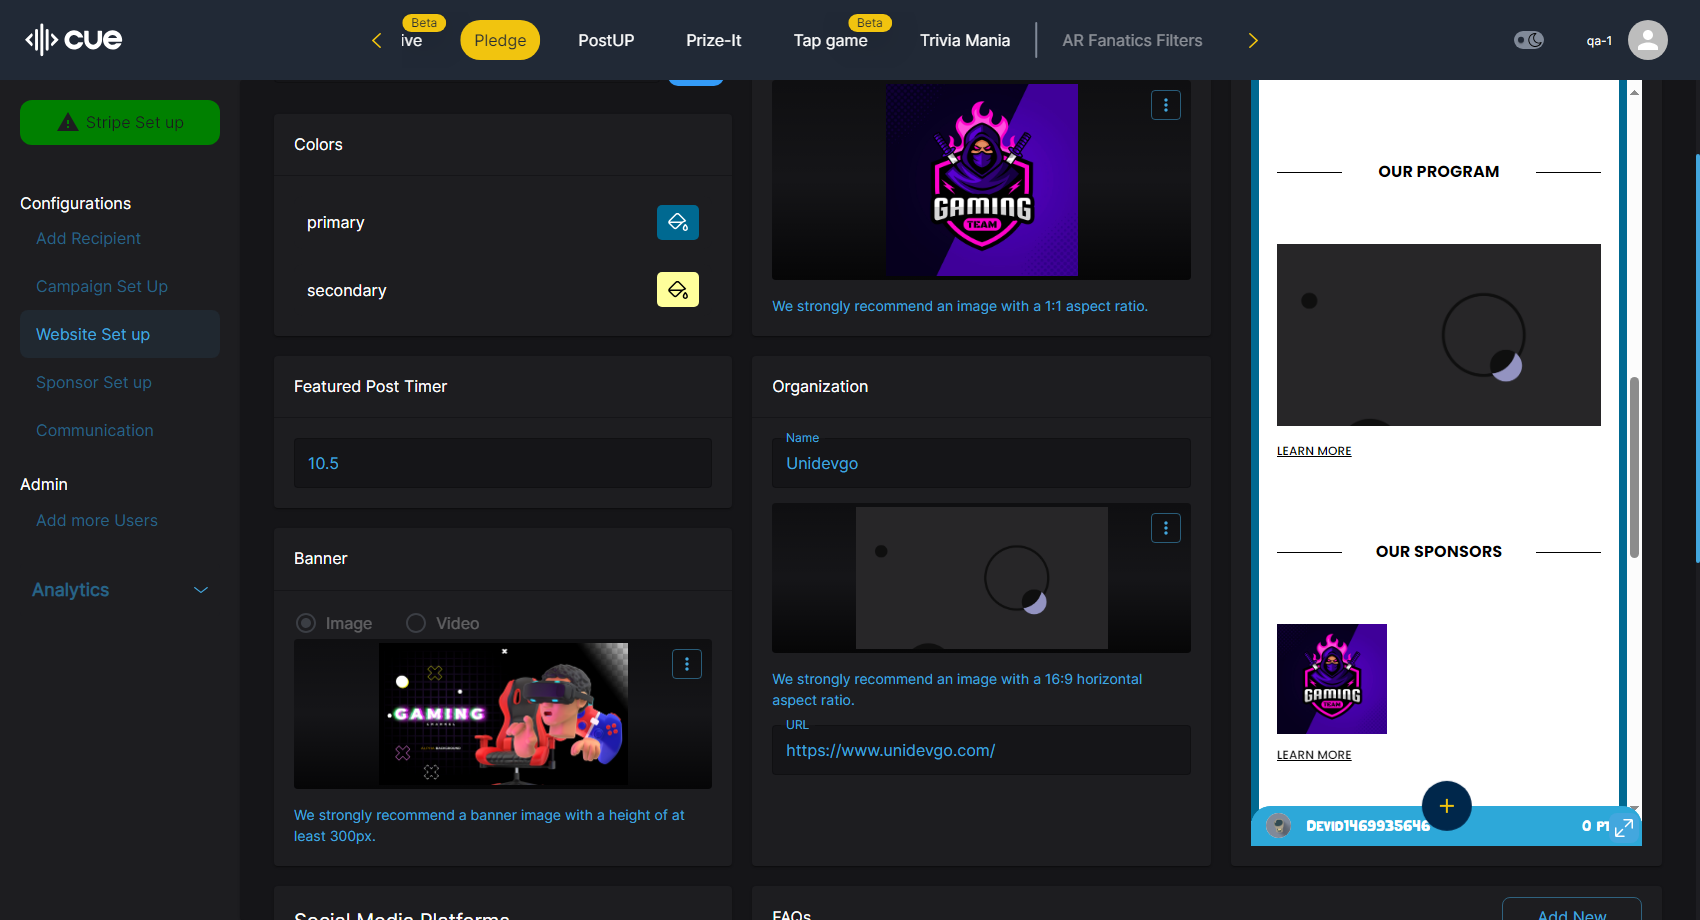 cue
ive
Beta
Pledge
PostUP
Prize-It
Tap game
Beta
Trivia Mania
AR Fanatics Filters
qa-1
Stripe Set up
Configurations
Add Recipient
Campaign Set Up
Website Set up
Sponsor Set up
Communication
Admin
Add more Users
Analytics
Colors
primary
secondary
Featured Post Timer
10.5
Banner
Image
Video
GAMING
CHANNEL
We strongly recommend a banner image with a height of at
least 300px.
Social Media Platforms
GAMING
TEAM
We strongly recommend an image with a 1:1 aspect ratio.
Organization
Name
Unidevgo
We strongly recommend an image with a 16:9 horizontal
aspect ratio.
URL
https://www.unidevgo.com/
FAQs
Add New
OUR PROGRAM
LEARN MORE
OUR SPONSORS
GAMING
TEAM
LEARN MORE
DEVID1469935646
0 PT